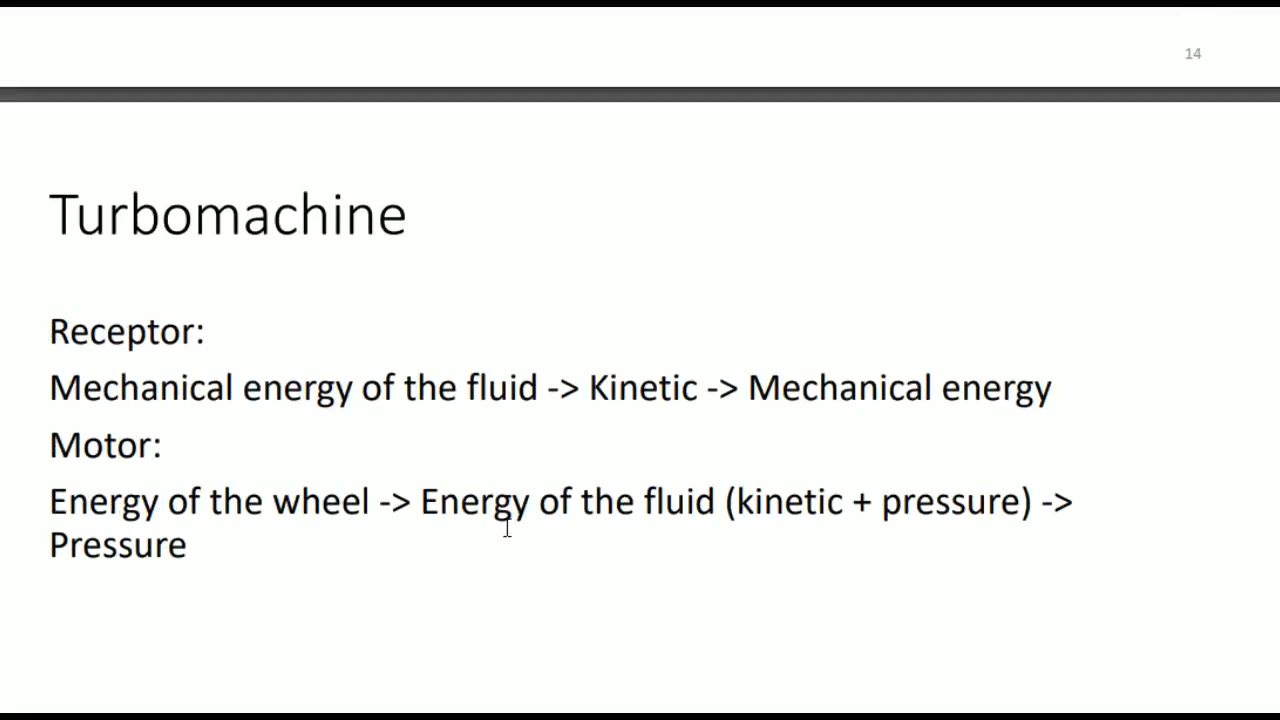 14
Turbomachine
Receptor:
Mechanical energy of the fluid -> Kinetic -> Mechanical energy
Motor:
Energy of the wheel -> Energy of the fluid (kinetic + pressure) ->
Pressure